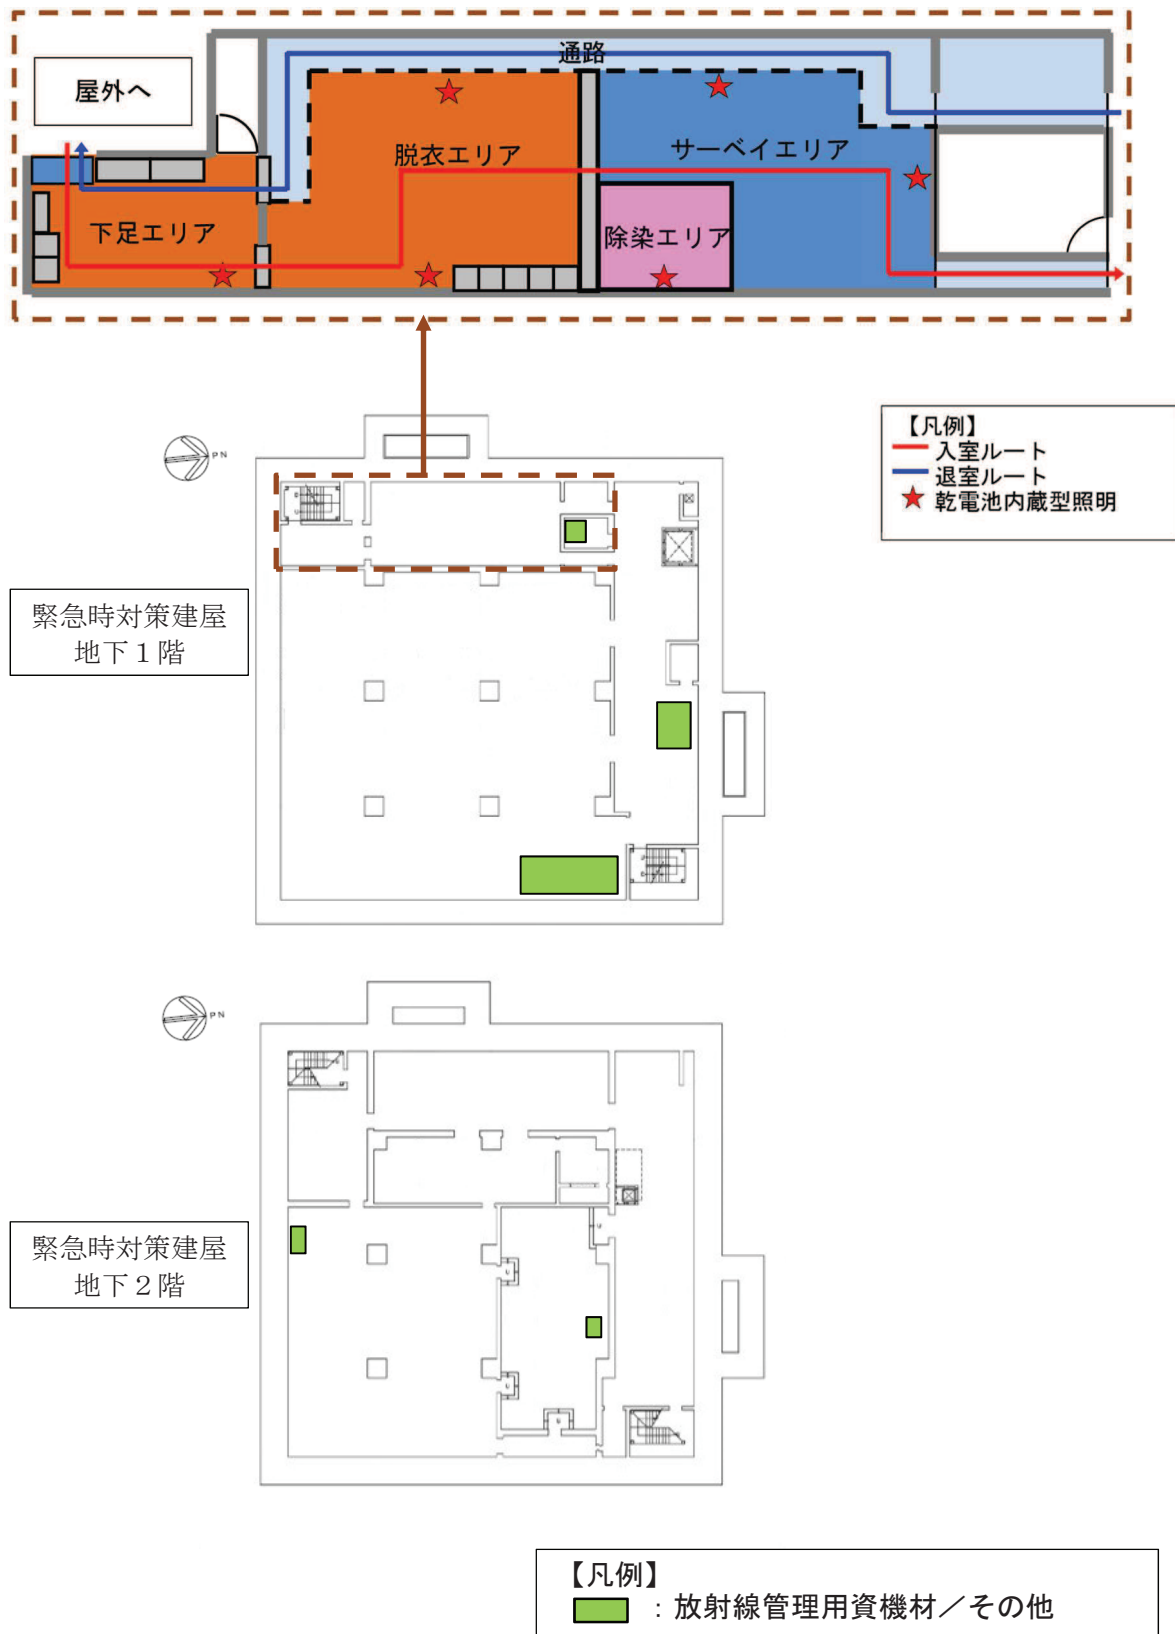 通路
屋外へ
脱衣エリア
サーベイエリア
下足エリア
除染エリア
【凡例】
入室ルート
退室ルート
乾電池内蔵型照明
PN
緊急時対策建屋
地下１階
PN
緊急時対策建屋
地下２階
【凡例】
：放射線管理用資機材／その他